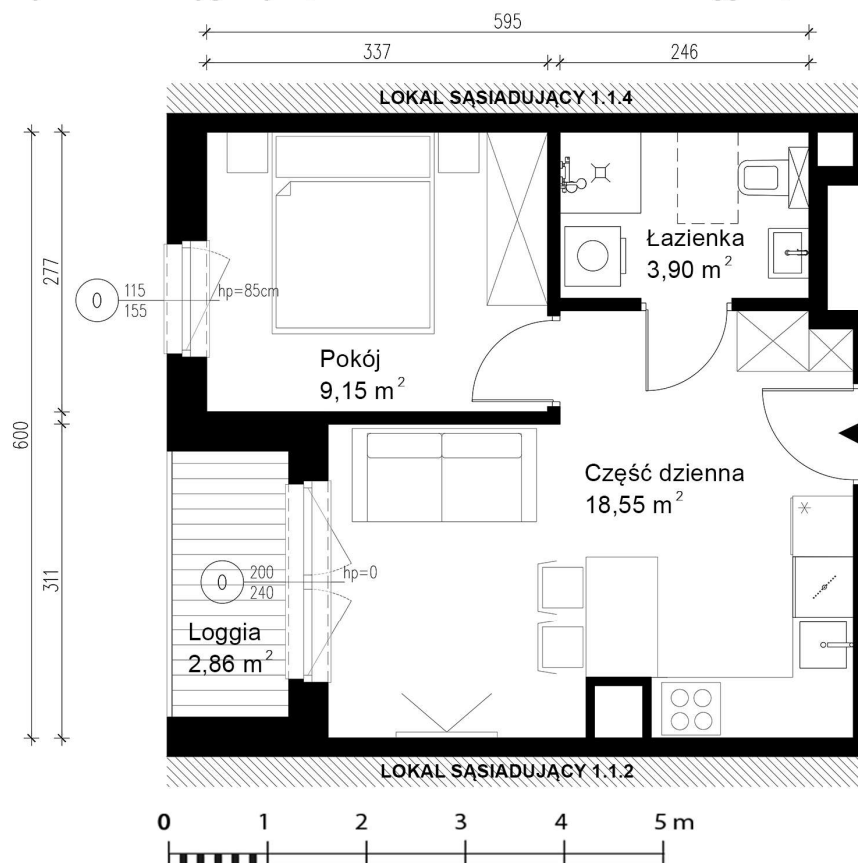 595
337
246
LOKAL SĄSIADUJĄCY 1.1.4
Łazienka
3,90 m²
277
0
115
155
hp=85cm
Pokój
9,15 m²
600
Część dzienna
18,55 m²
311
0
200
240
hp=0
Loggia
2,86 m²
LOKAL SĄSIADUJĄCY 1.1.2
0 1 2 3 4 5 m